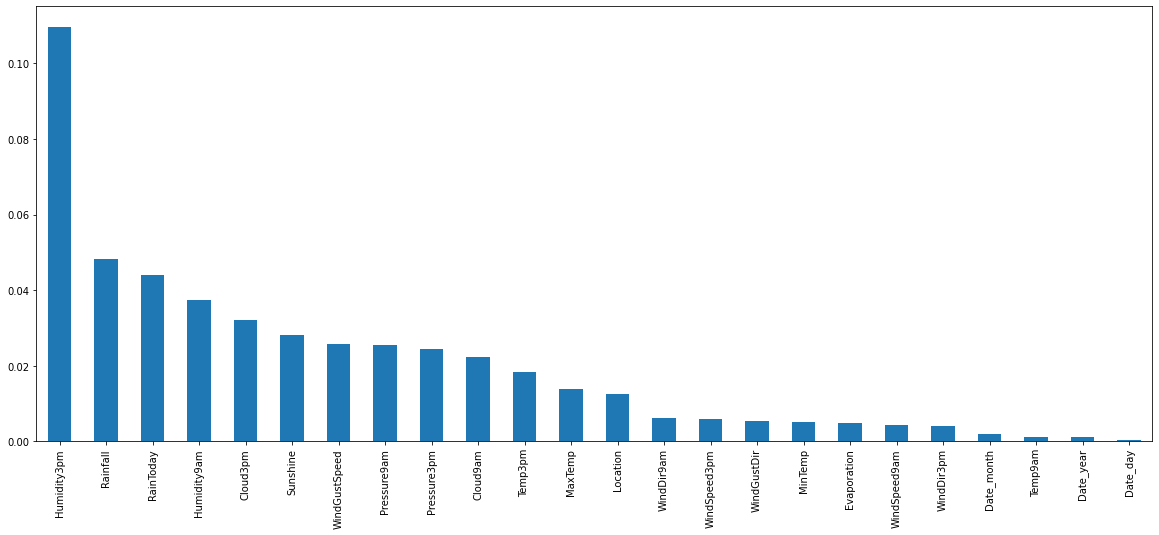 0.10
0.08
0.06
0.04
0.02
0.00
Humidity3pm
Rainfall
RainToday
Humidity9am
Cloud3pm
Sunshine
WindGustSpeed
Pressure9am
Pressure3pm
Cloud9am
Temp3pm
MaxTemp
Location
WindDir9am
WindSpeed3pm
WindGustDir
MinTemp
Evaporation
WindSpeed9am
WindDir3pm
Date_month
Temp9am
Date_year
Date_day